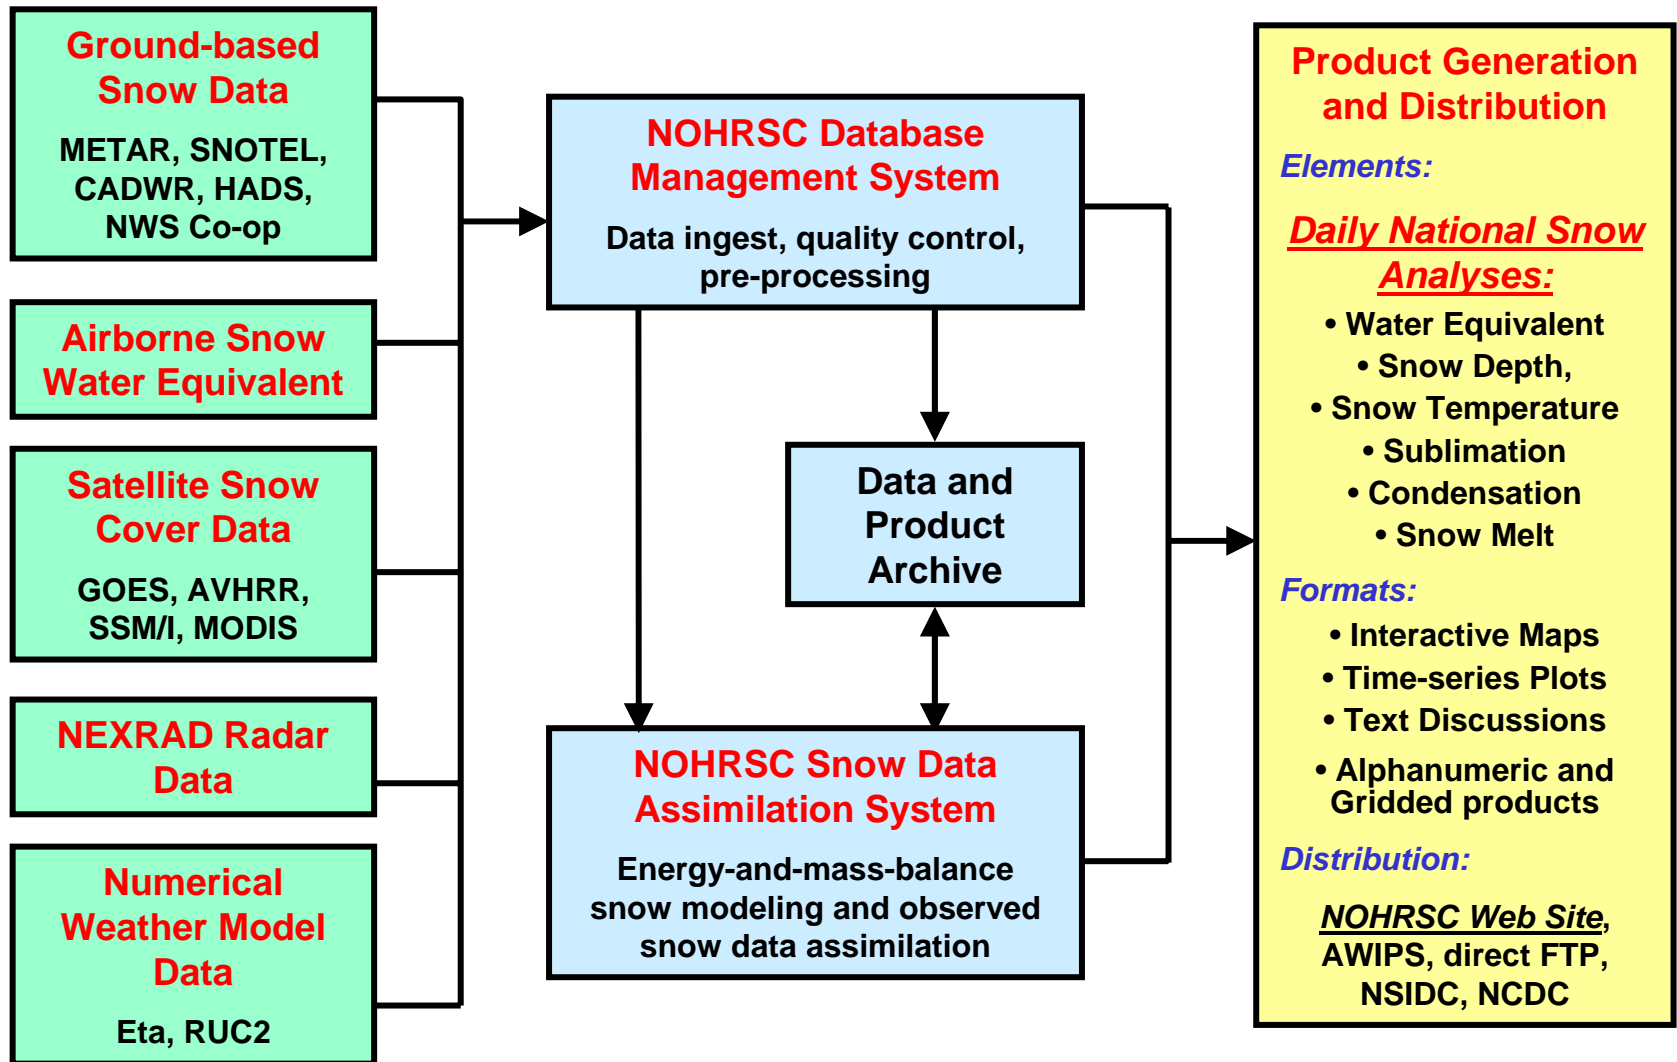 Ground-based
Snow Data
METAR, SNOTEL,
CADWR, HADS,
NWS Co-op
Airborne Snow
Water Equivalent
Satellite Snow
Cover Data
GOES, AVHRR,
SSM/I, MODIS
NEXRAD Radar
Data
Numerical
Weather Model
Data
Eta, RUC2
NOHRSC Database
Management System
Data ingest, quality control,
pre-processing
Data and
Product
Archive
NOHRSC Snow Data
Assimilation System
Energy-and-mass-balance
snow modeling and observed
snow data assimilation
Product Generation
and Distribution
Elements:
Daily National Snow
Analyses:
• Water Equivalent
• Snow Depth,
• Snow Temperature
• Sublimation
• Condensation
• Snow Melt
Formats:
• Interactive Maps
• Time-series Plots
• Text Discussions
• Alphanumeric and
Gridded products
Distribution:
NOHRSC Web Site,
AWIPS, direct FTP,
NSIDC, NCDC